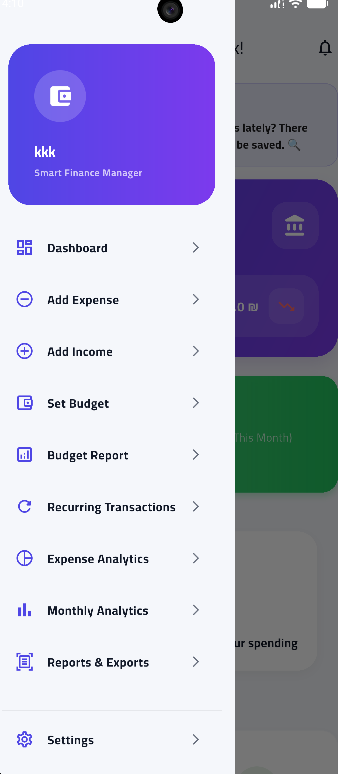 k!
s lately? There
be saved. 🔍
kkk
Smart Finance Manager
.0 ₪
This Month)
ur spending
Dashboard
Add Expense
Add Income
Set Budget
Budget Report
Recurring Transactions
Expense Analytics
Monthly Analytics
Reports & Exports
Settings